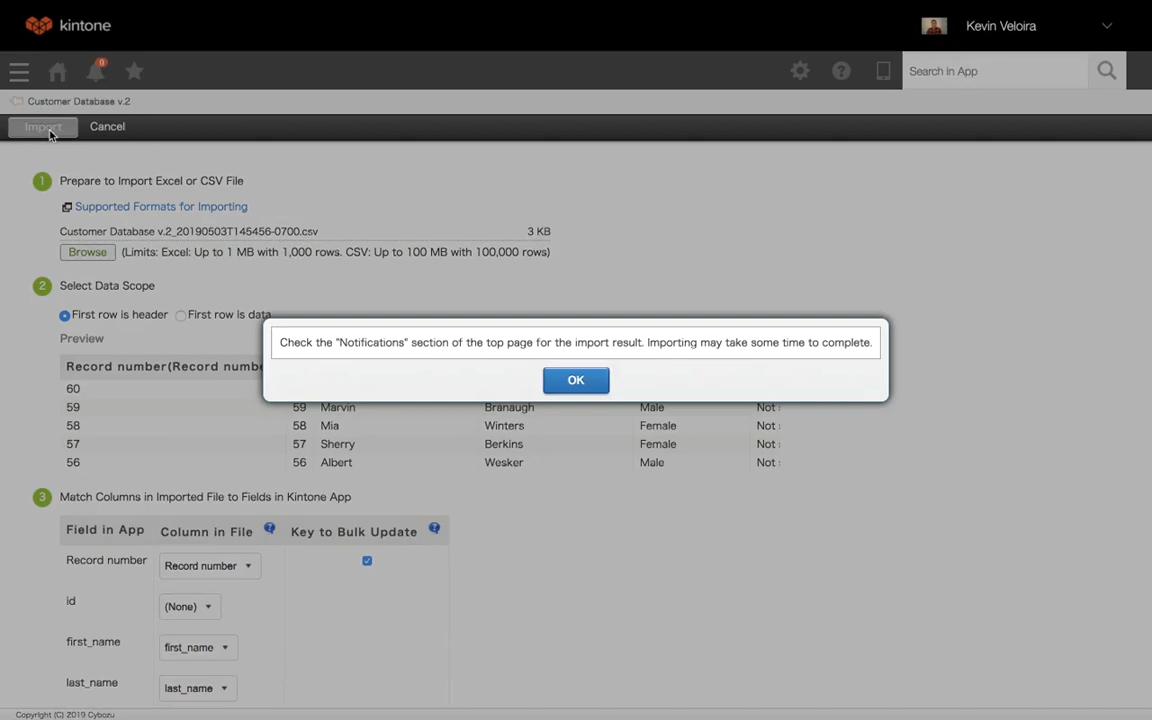 kintone
Kevin Veloira
0
Search in App
Customer Database v.2
Import Cancel
1 Prepare to Import Excel or CSV File
Supported Formats for Importing
Customer Database v.2_20190503T145456-0700.csv 3 KB
Browse (Limits: Excel: Up to 1 MB with 1,000 rows. CSV: Up to 100 MB with 100,000 rows)
2 Select Data Scope
First row is header First row is data
Preview
Check the "Notifications" section of the top page for the import result. Importing may take some time to complete.
OK
Record number(Record numbe
60
59 59 Marvin Branaugh Male Not
58 58 Mia Winters Female Not
57 57 Sherry Berkins Female Not
56 56 Albert Wesker Male Not
3 Match Columns in Imported File to Fields in Kintone App
Field in App Column in File ? Key to Bulk Update ?
Record number Record number
id (None)
first_name first_name
last_name last_name
Copyright (C) 2019 Cybozu